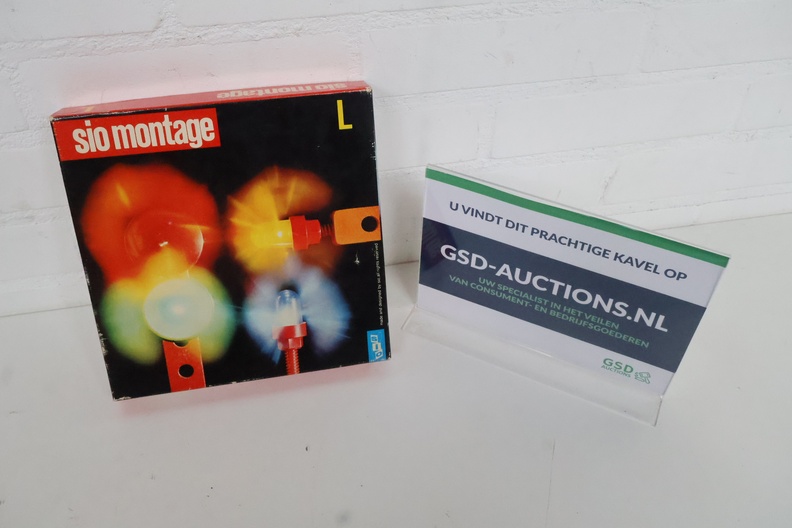 sio montage
sio montage
L
U VINDT DIT PRACHTIGE KAVEL OP
GSD-AUCTIONS.NL
UW SPECIALIST IN HET VEILEN
VAN CONSUMENT- EN BEDRIJFSGOEDEREN
GSD
AUCTIONS